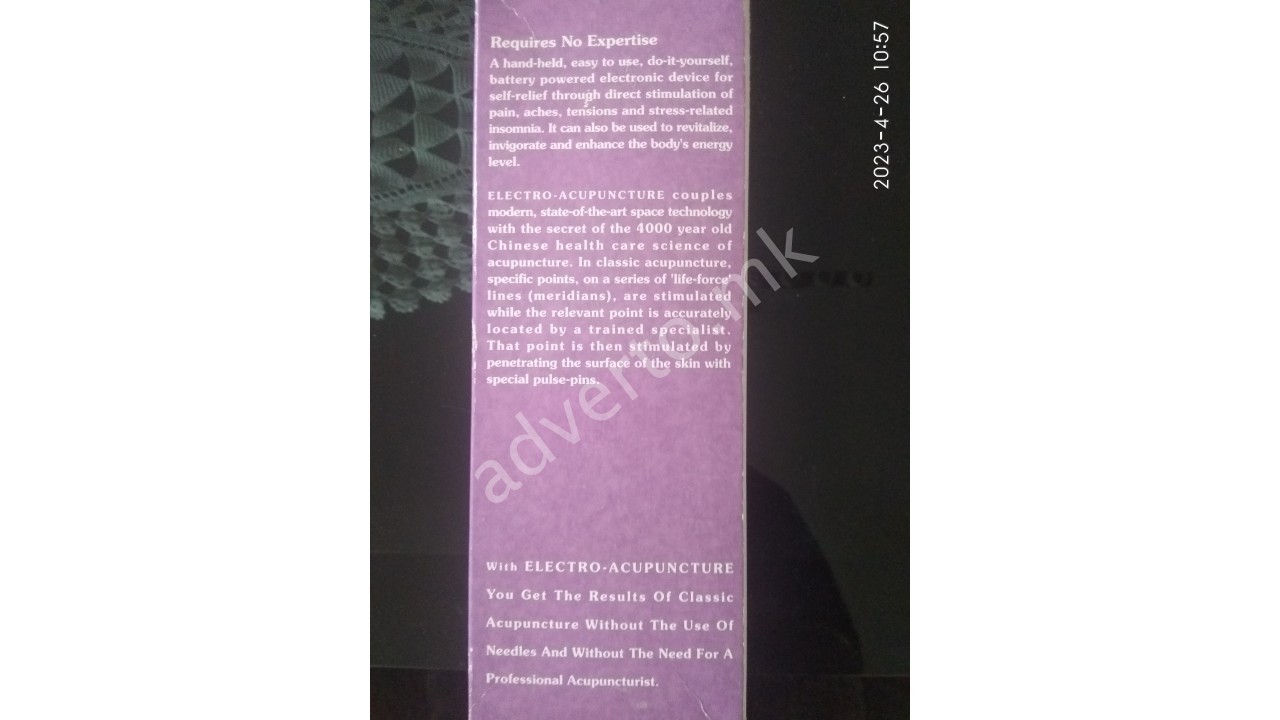 Requires No Expertise
A hand-held, easy to use, do-it-yourself,
battery powered electronic device for
self-relief through direct stimulation of
pain, aches, tensions and stress-related
insomnia. It can also be used to revitalize,
invigorate and enhance the body's energy
level.
ELECTRO-ACUPUNCTURE couples
modern, state-of-the-art space technology
with the secret of the 4000 year old
Chinese health care science of
acupuncture. In classic acupuncture,
specific points, on a series of 'life-force'
lines (meridians), are stimulated
while the relevant point is accurately
located by a trained specialist.
That point is then stimulated by
penetrating the surface of the skin with
special pulse-pins.
With ELECTRO-ACUPUNCTURE
You Get The Results Of Classic
Acupuncture Without The Use Of
Needles And Without The Need For A
Professional Acupuncturist.
2023-4-26 10:57
adverto.mk